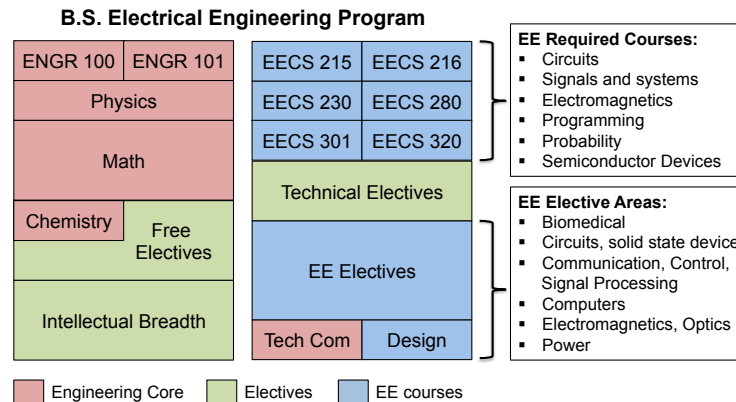 B.S. Electrical Engineering Program
ENGR 100
ENGR 101
Physics
Math
Chemistry
Free
Electives
Intellectual Breadth
EECS 215
EECS 216
EECS 230
EECS 280
EECS 301
EECS 320
Technical Electives
EE Electives
Tech Com
Design
EE Required Courses:
▪ Circuits
▪ Signals and systems
▪ Electromagnetics
▪ Programming
▪ Probability
▪ Semiconductor Devices
EE Elective Areas:
▪ Biomedical
▪ Circuits, solid state device
▪ Communication, Control,
Signal Processing
▪ Computers
▪ Electromagnetics, Optics
▪ Power
Engineering Core
Electives
EE courses